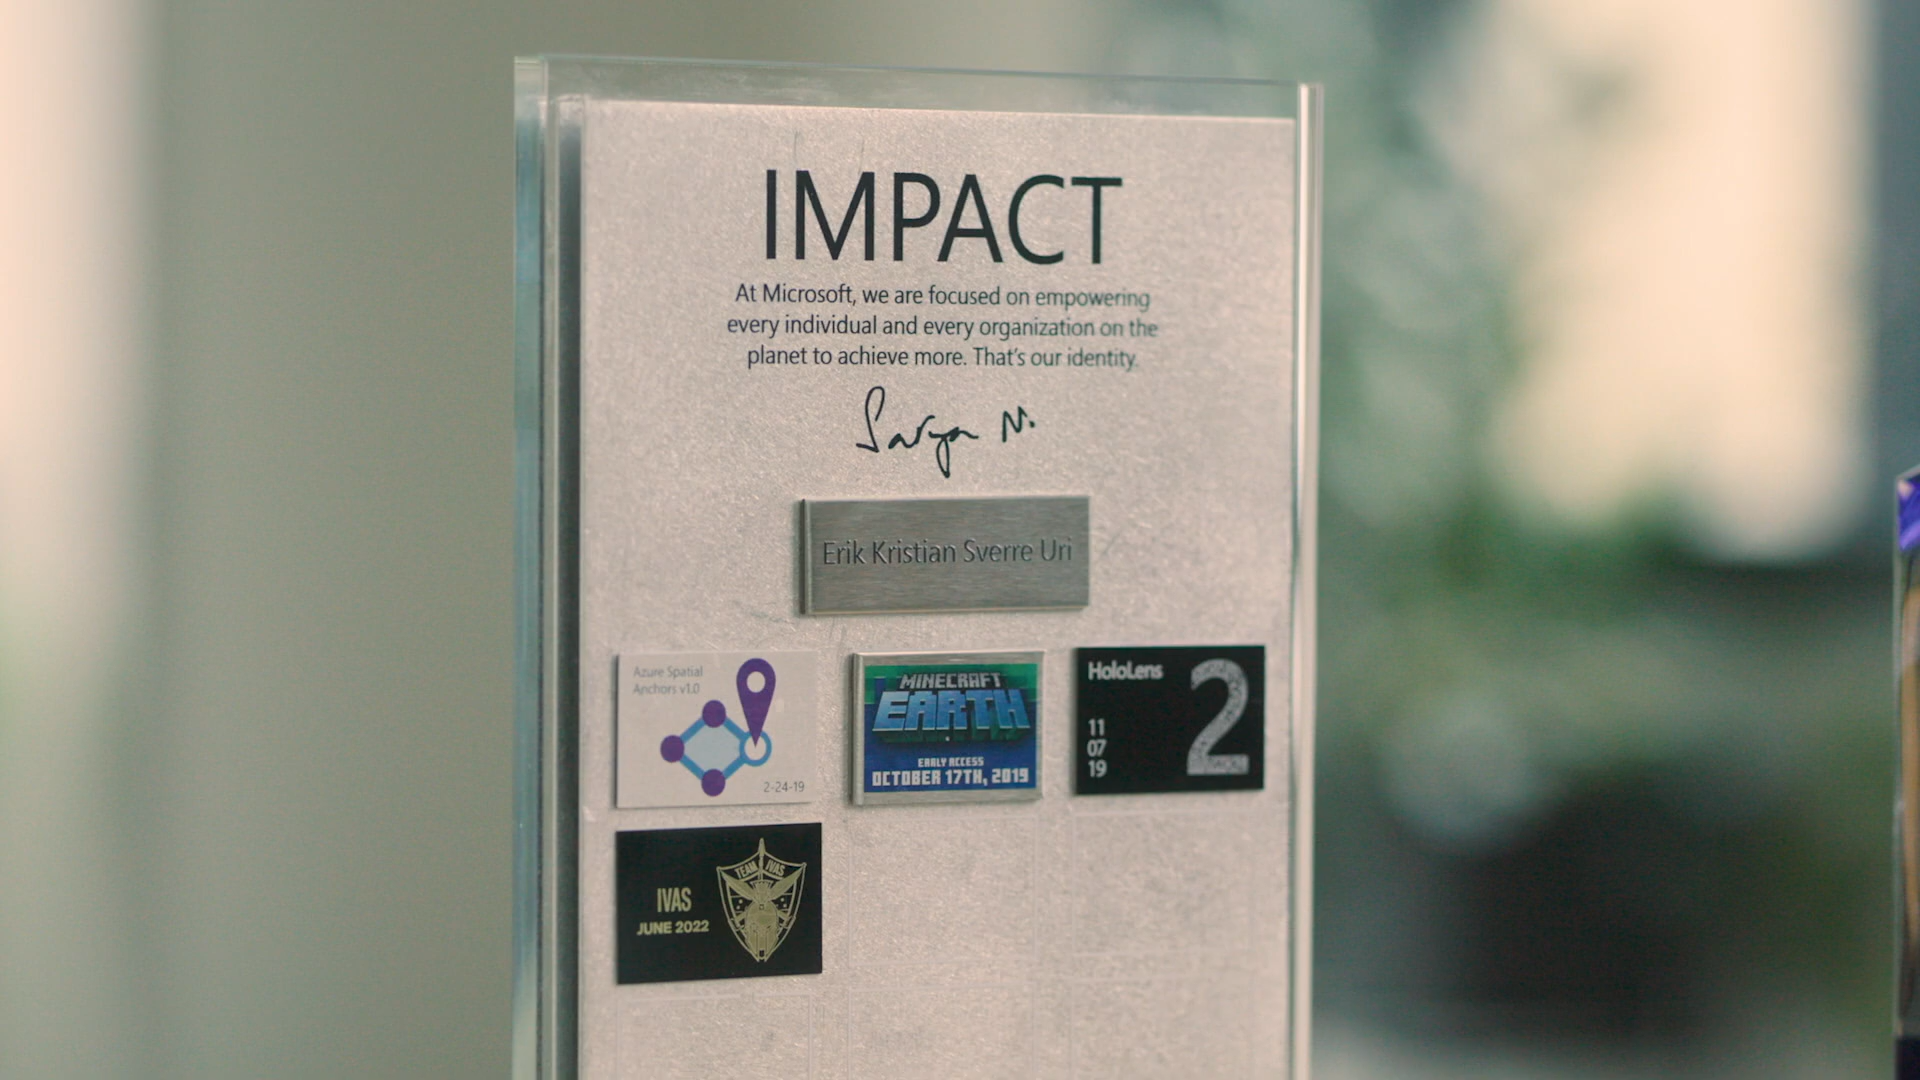 IMPACT
At Microsoft, we are focused on empowering
every individual and every organization on the
planet to achieve more. That's our identity.
Satya N.
Erik Kristian Sverre Uri
Azure Spatial
Anchors v1.0
2-24-19
MINECRAFT
EARTH
EARLY ACCESS
OCTOBER 17TH, 2019
HoloLens
2
11
07
19
IVAS
JUNE 2022
TEAM IVAS